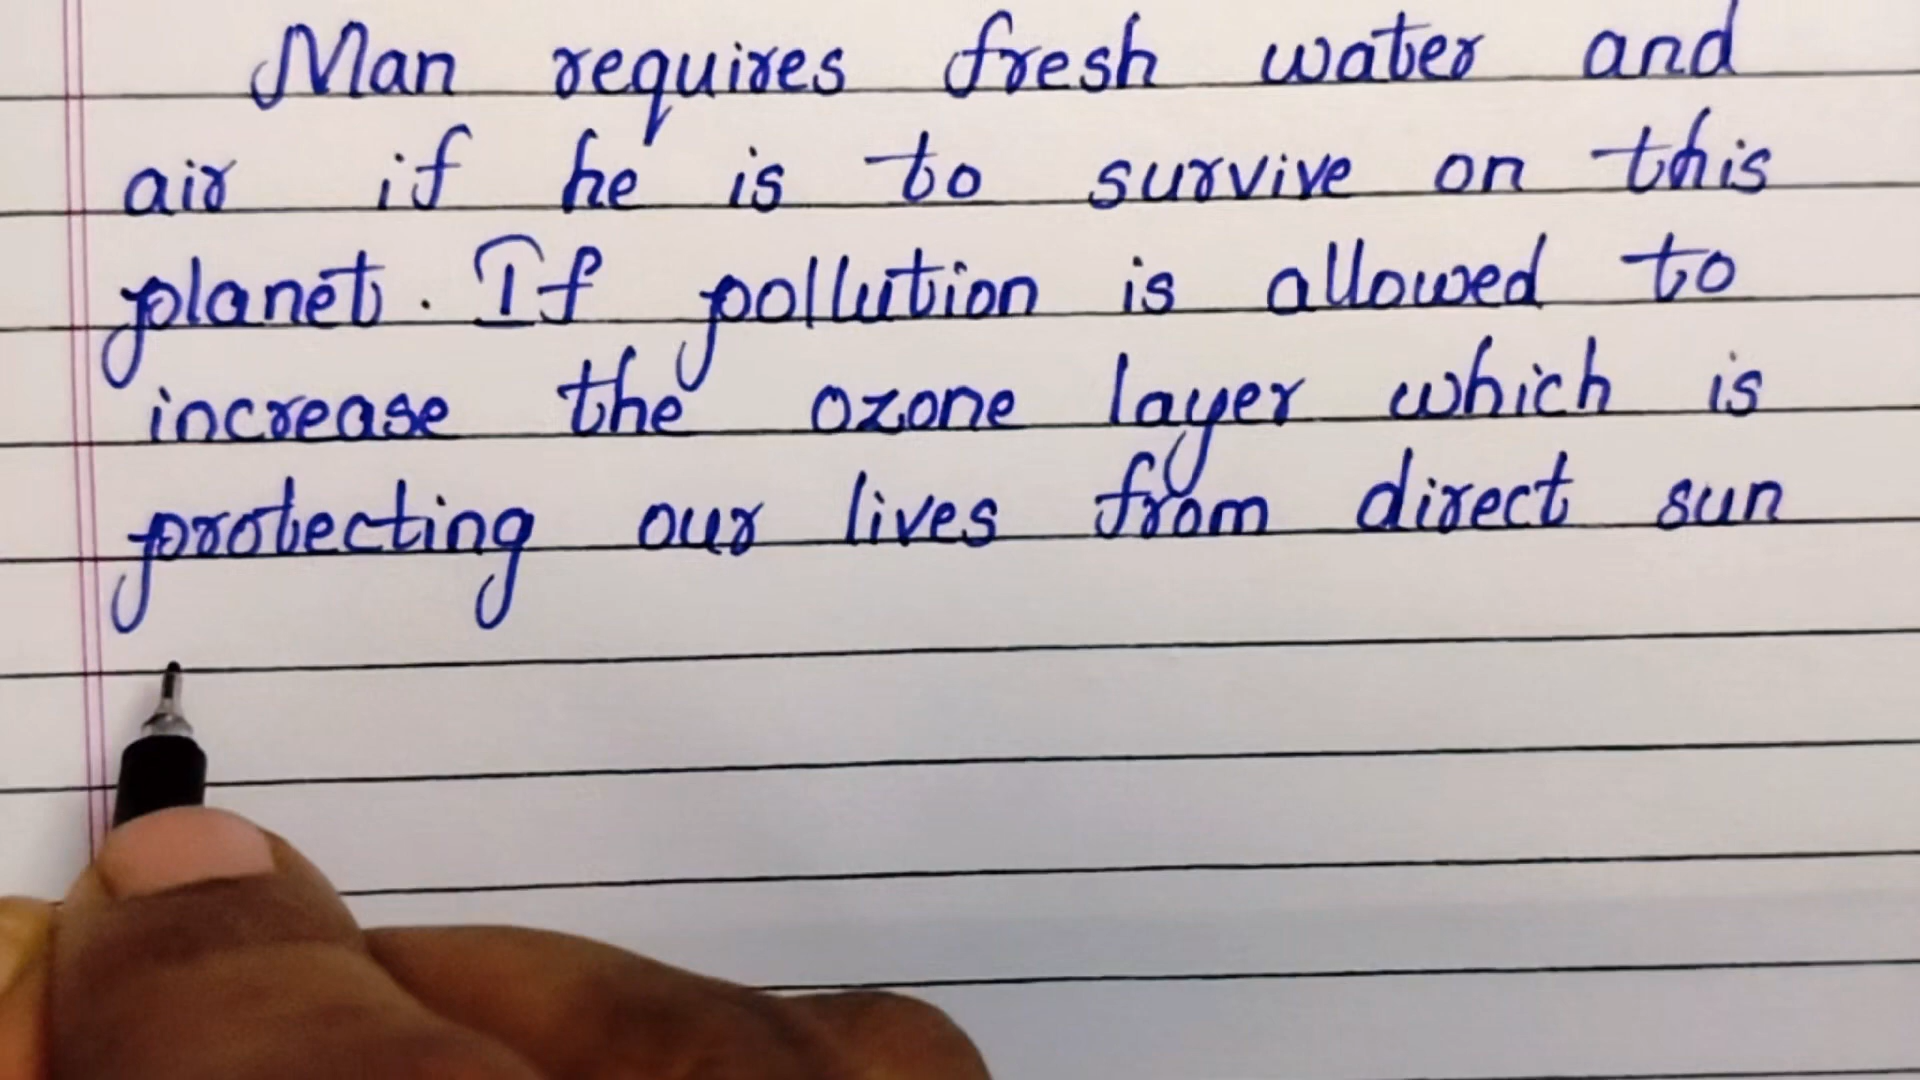 Man requires fresh water and
air if he is to survive on this
planet. If pollution is allowed to
increase the ozone layer which is
protecting our lives from direct sun